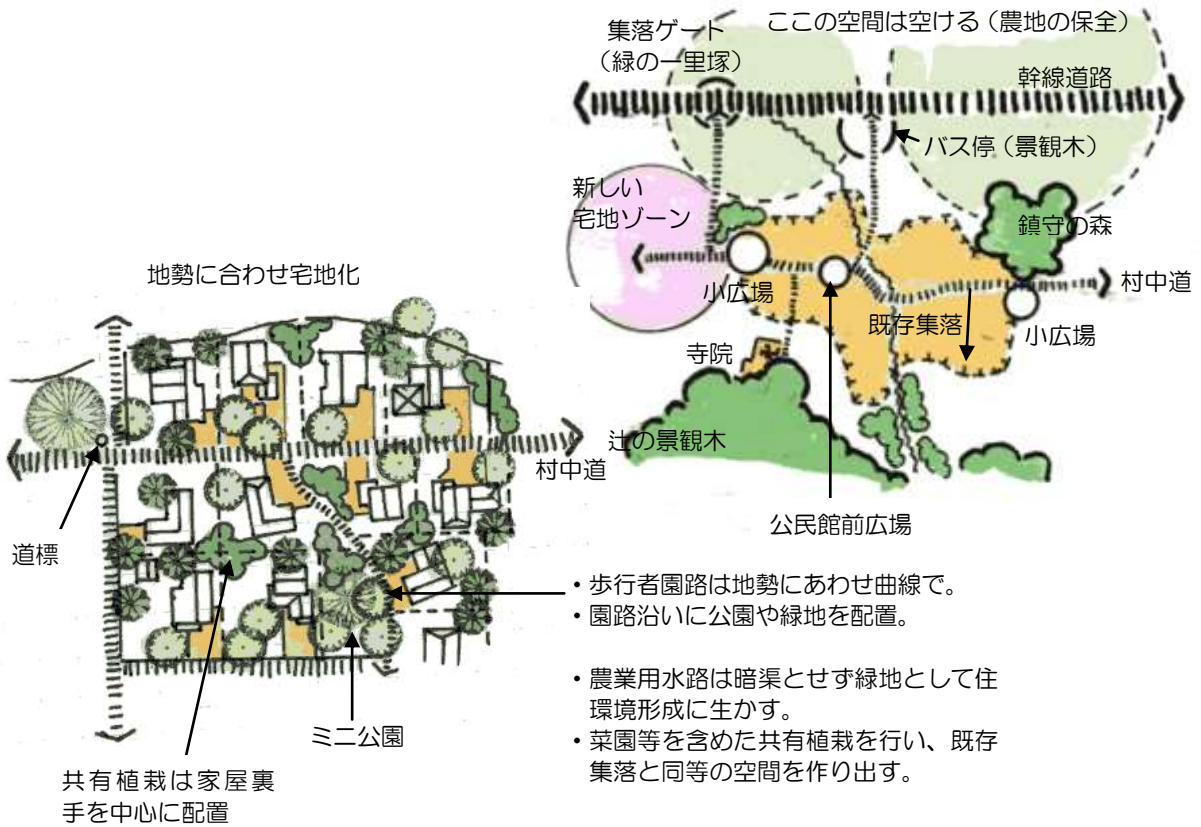 ここの空間は空ける（農地の保全）
集落ゲート
（緑の一里塚）
幹線道路
バス停（景観木）
新しい
宅地ゾーン
鎮守の森
地勢に合わせ宅地化
村中道
小広場
既存集落
小広場
寺院
辻の景観木
村中道
公民館前広場
道標
・歩行者園路は地勢にあわせ曲線で。
・園路沿いに公園や緑地を配置。
・農業用水路は暗渠とせず緑地として住
環境形成に生かす。
・菜園等を含めた共有植栽を行い、既存
集落と同等の空間を作り出す。
ミニ公園
共有植栽は家屋裏
手を中心に配置